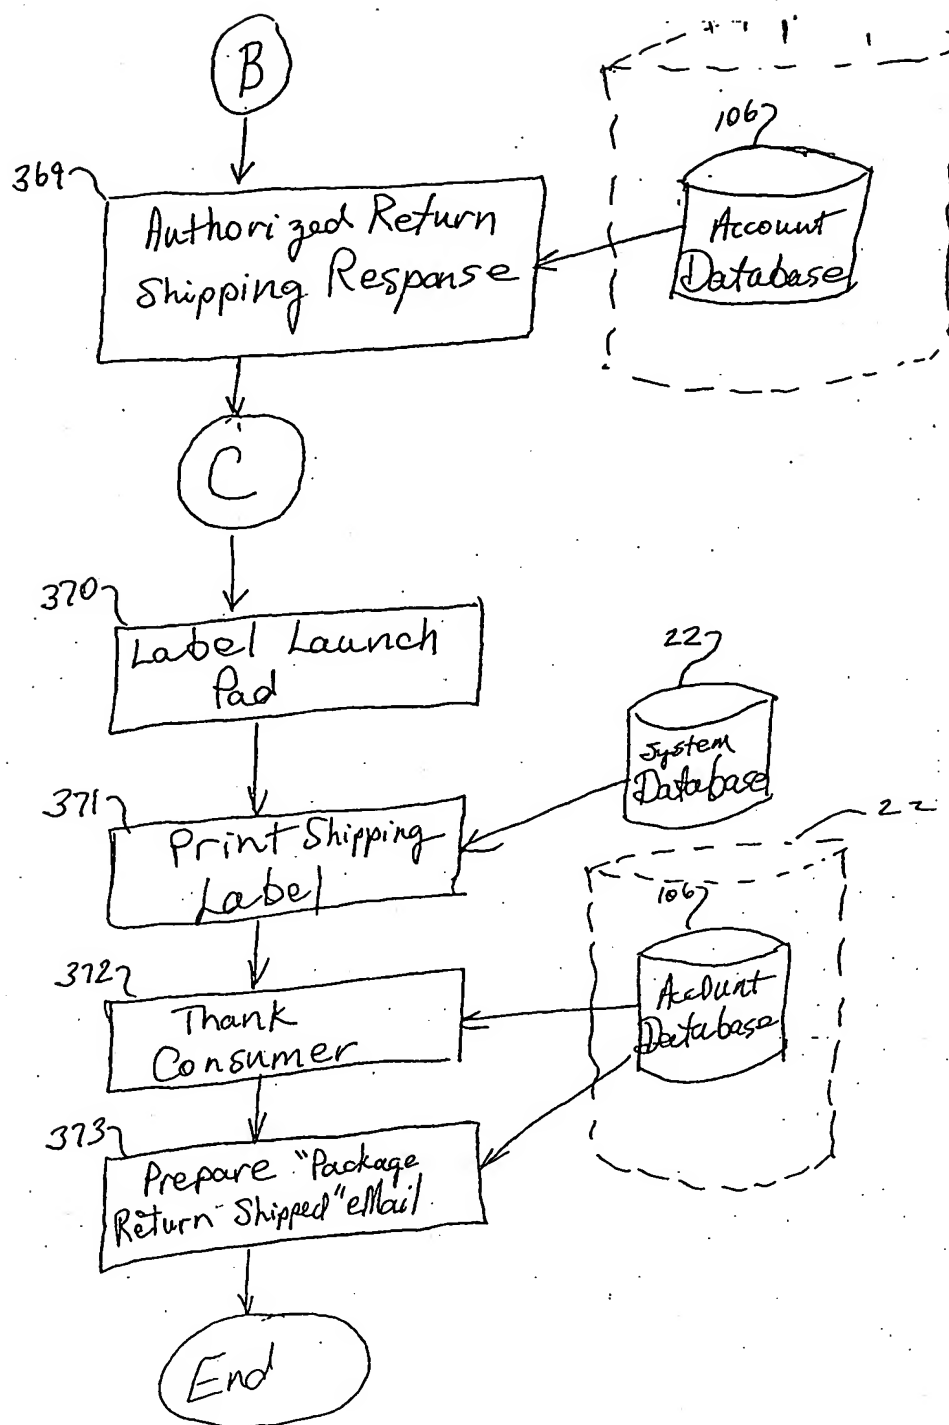 B
106
369
Authorized Return
Shipping Response
Account
Database
C
370
Label Launch
Pad
22
System
Database
371
Print Shipping
Label
22
106
372
Thank
Consumer
Account
Database
373
Prepare "Package
Return Shipped" eMail
End